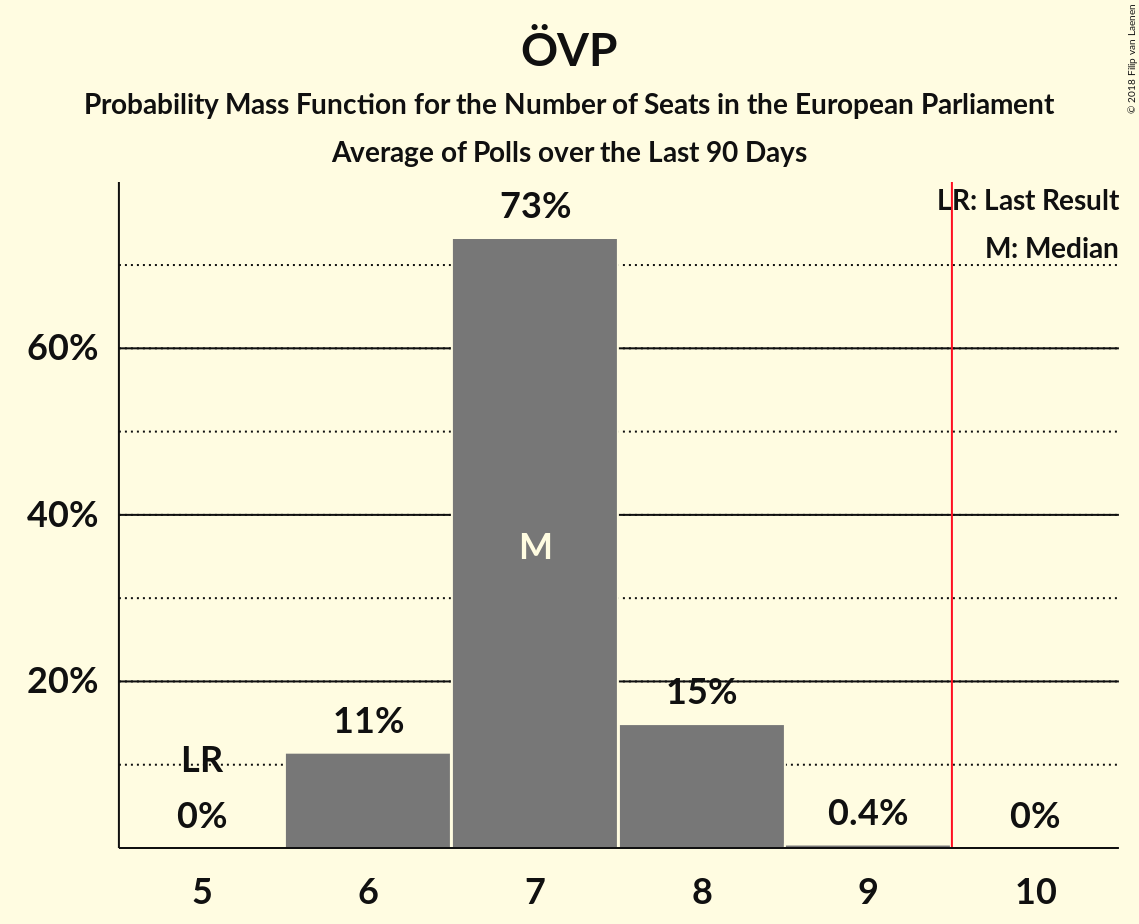 ÖVP
Probability Mass Function for the Number of Seats in the European Parliament
Average of Polls over the Last 90 Days
© 2018 Filip van Laenen
LR: Last Result
M: Median
73%
60%
40%
20%
M
15%
11%
LR
0%
0.4%
0%
5 6 7 8 9 10